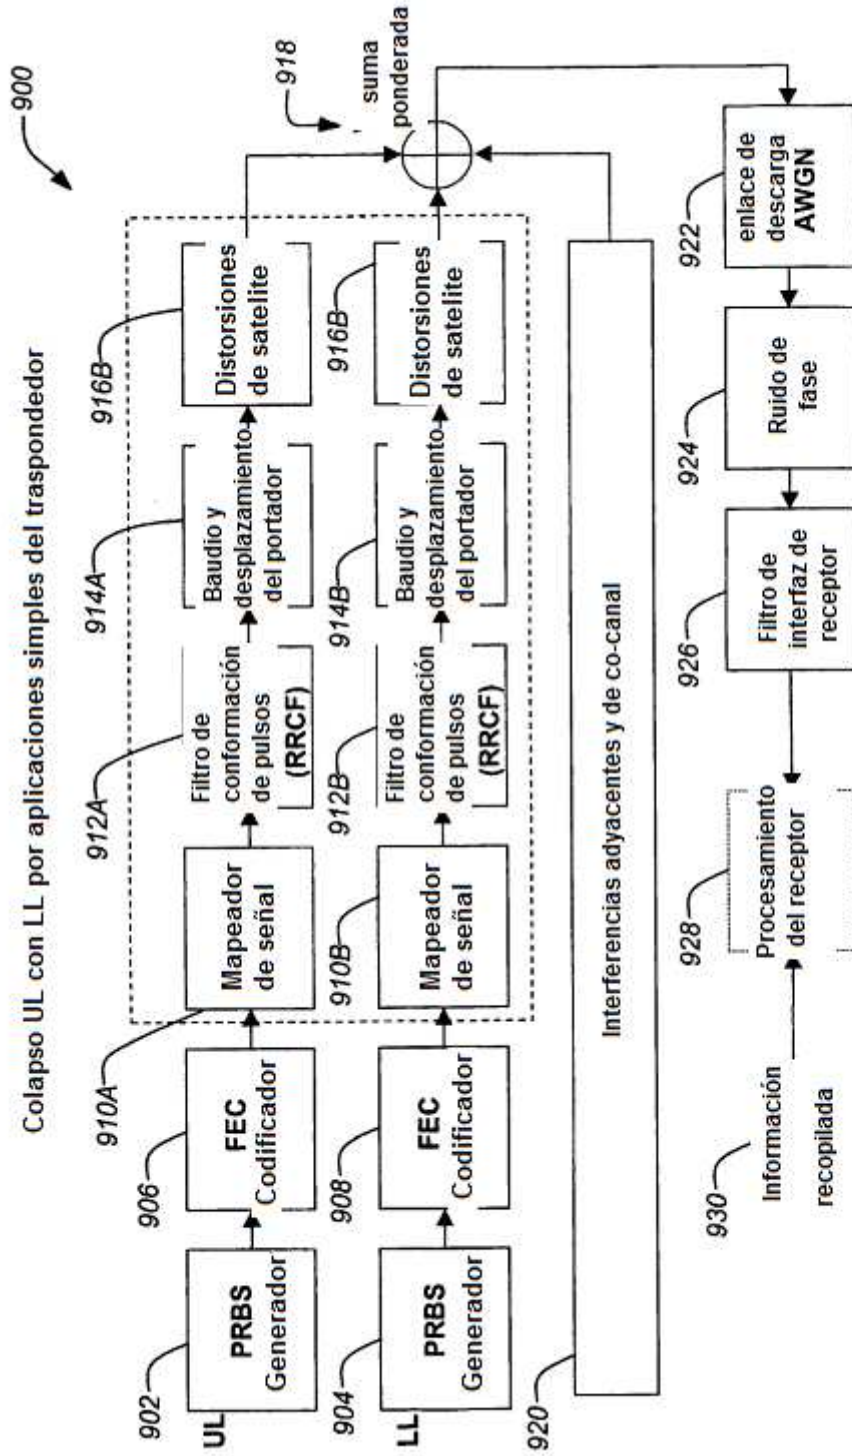 Colapso UL con LL por aplicaciones simples del traspondedor
900
902
UL
PRBS
Generador
906
FEC
Codificador
910A
Mapeador
de señal
912A
Filtro de
conformación
de pulsos
(RRCF)
914A
Baudio y
desplazamiento
del portador
916B
Distorsiones
de satelite
918
suma
ponderada
904
LL
PRBS
Generador
908
FEC
Codificador
910B
Mapeador
de señal
912B
Filtro de
conformación
de pulsos
(RRCF)
914B
Baudio y
desplazamiento
del portador
916B
Distorsiones
de satelite
920
Interferencias adyacentes y de co-canal
922
enlace de
descarga
AWGN
924
Ruido de
fase
926
Filtro de
interfaz de
receptor
928
Procesamiento
del receptor
930
Información
recopilada